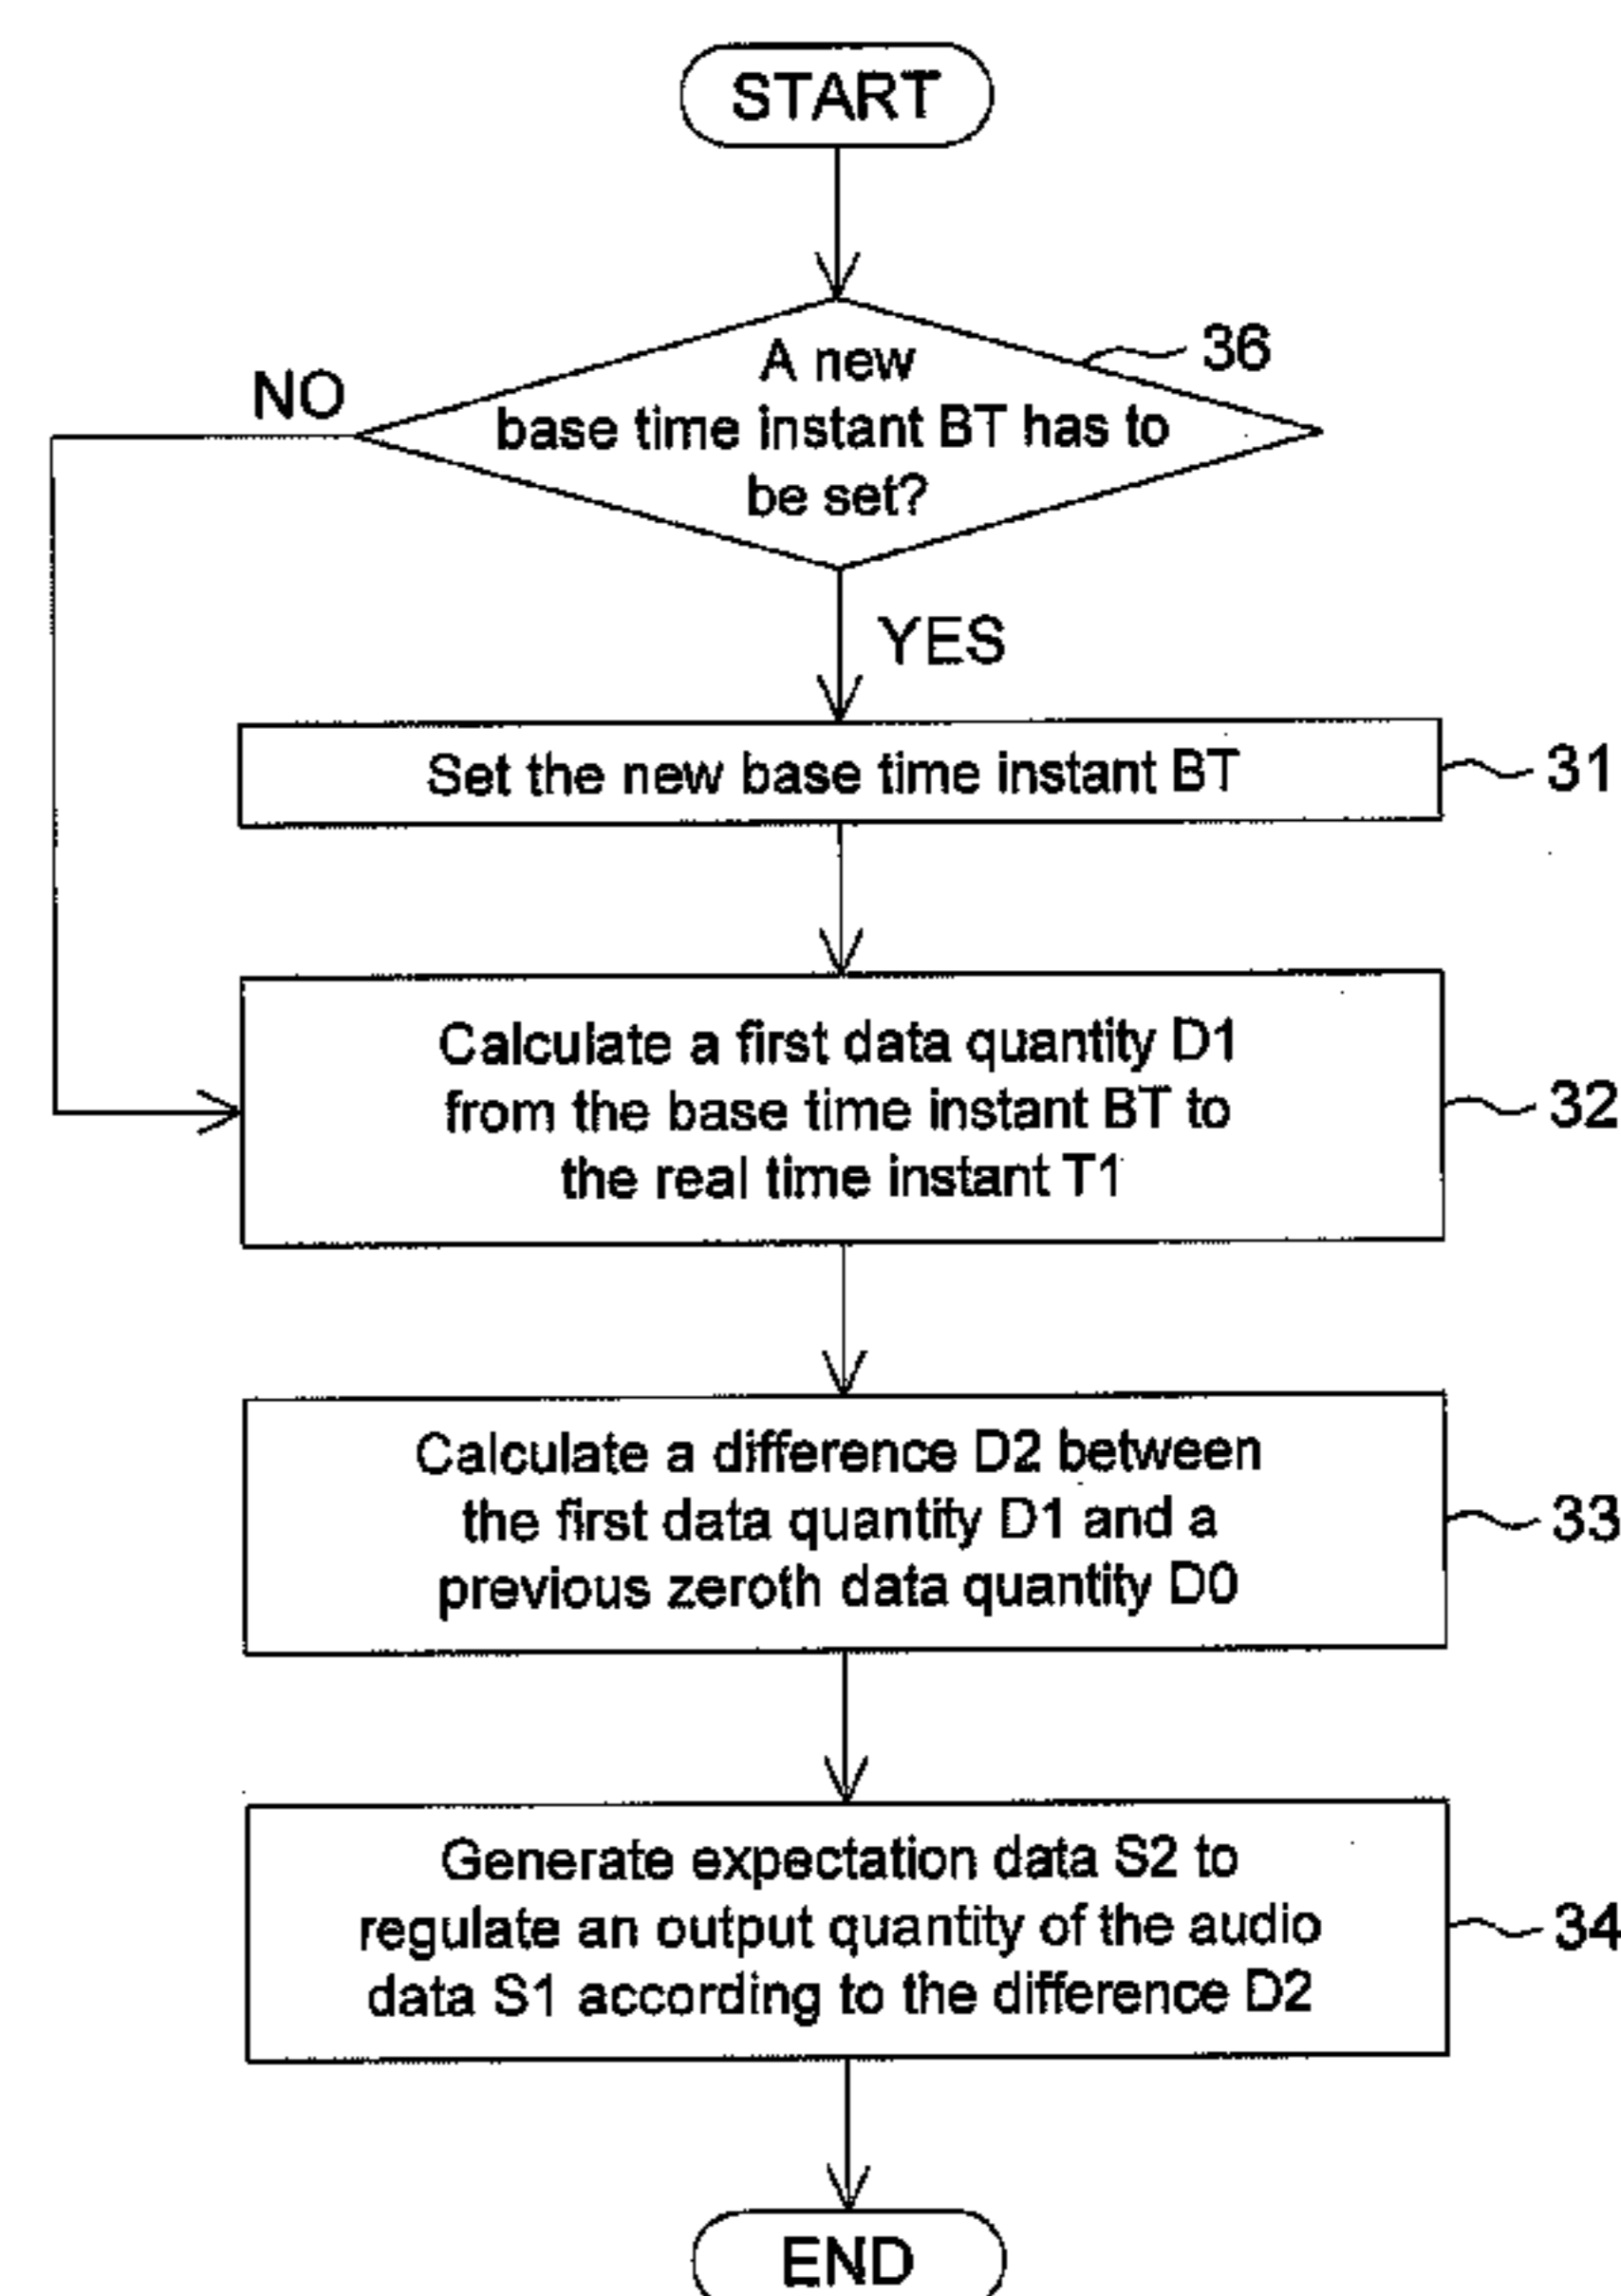 START
A new
base time instant BT has to
be set?
36
NO
YES
Set the new base time instant BT
31
Calculate a first data quantity D1
from the base time instant BT to
the real time instant T1
32
Calculate a difference D2 between
the first data quantity D1 and a
previous zeroth data quantity D0
33
Generate expectation data S2 to
regulate an output quantity of the audio
data S1 according to the difference D2
34
END